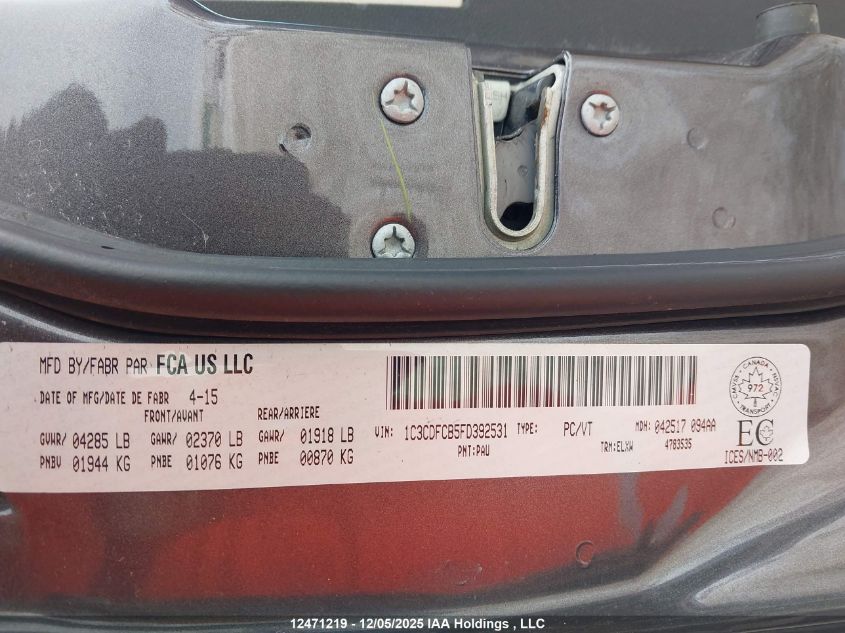 MFD BY/FABR PAR FCA US LLC
DATE OF MFG/DATE DE FABR 4-15
FRONT/AVANT REAR/ARRIERE
GVWR/ 04285 LB GAWR/ 02370 LB GAWR/ 01918 LB
PNBV 01944 KG PNBE 01076 KG PNBE 00870 KG
VIN: 1C3CDFCB5FD392531 TYPE: PC/VT MDH: 042517 094AA
PNT:PAU TRM:ELXW 4783535
CANADA
972
TRANSPORT
EC
ICES/NMB-002
12471219 - 12/05/2025 IAA Holdings , LLC